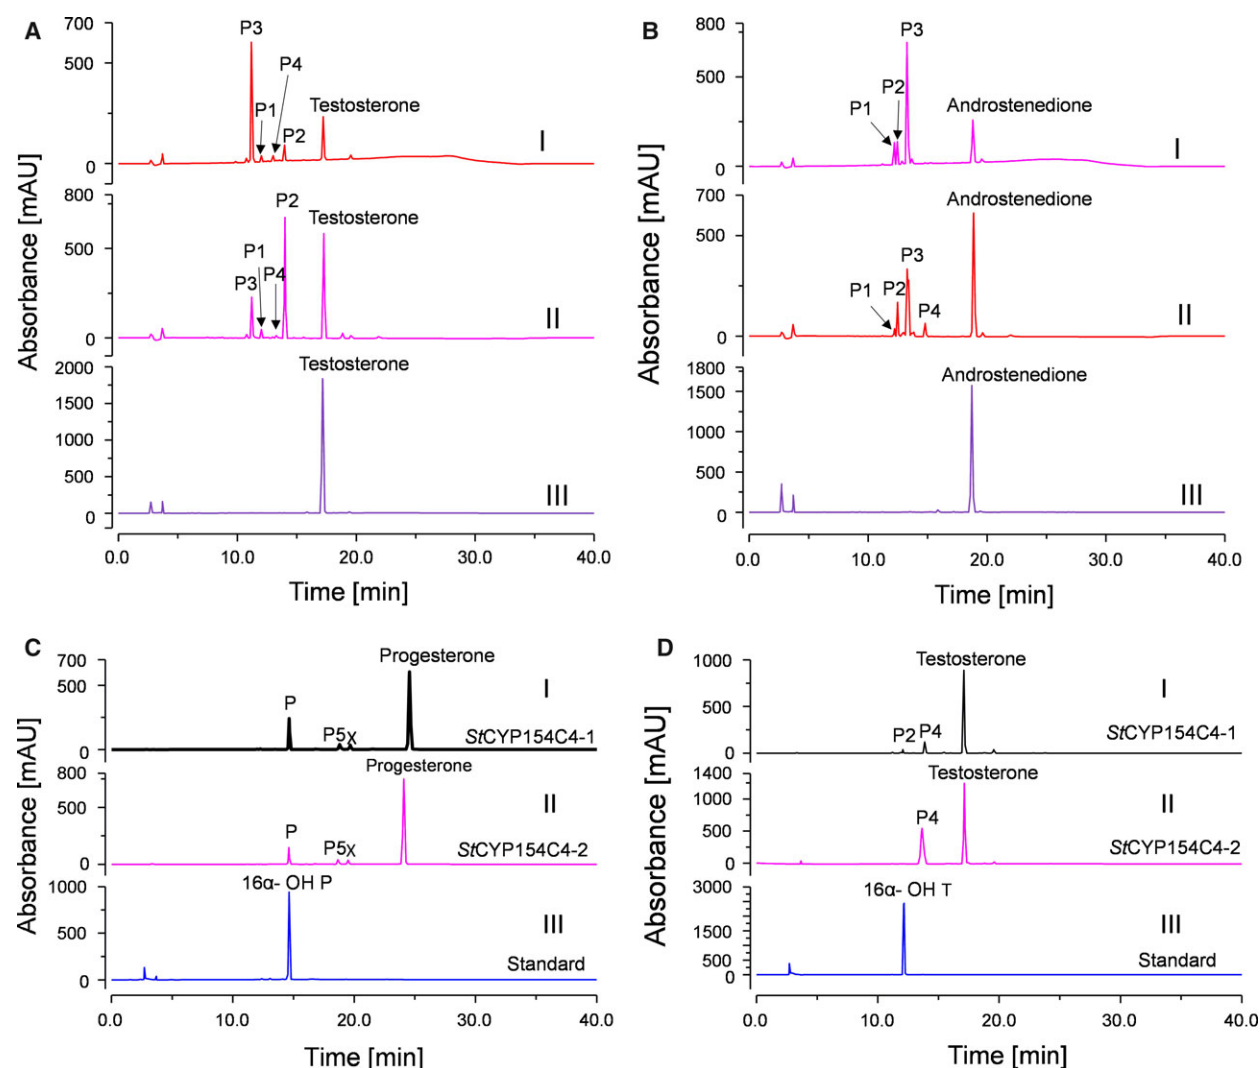 A
Absorbance [mAU]
700
500
0
P3
P4
P1
P2
Testosterone
I
800
500
0
P2
P1
P3
P4
Testosterone
II
2000
1500
1000
500
0
Testosterone
III
0.0 10.0 20.0 30.0 40.0
Time [min]
B
Absorbance [mAU]
800
500
0
P3
P2
P1
Androstenedione
I
700
500
0
Androstenedione
P3
P1
P2
P4
II
1800
1500
1000
500
0
Androstenedione
III
0.0 10.0 20.0 30.0 40.0
Time [min]
C
Absorbance [mAU]
700
500
0
Progesterone
P
P5x
I
StCYP154C4-1
800
500
0
Progesterone
P
P5x
II
StCYP154C4-2
1000
500
0
16α- OH P
III
Standard
0.0 10.0 20.0 30.0 40.0
Time [min]
D
Absorbance [mAU]
1000
500
0
Testosterone
P2
P4
I
StCYP154C4-1
1400
1000
500
0
Testosterone
P4
II
StCYP154C4-2
3000
1500
500
0
16α- OH T
III
Standard
0.0 10.0 20.0 30.0 40.0
Time [min]